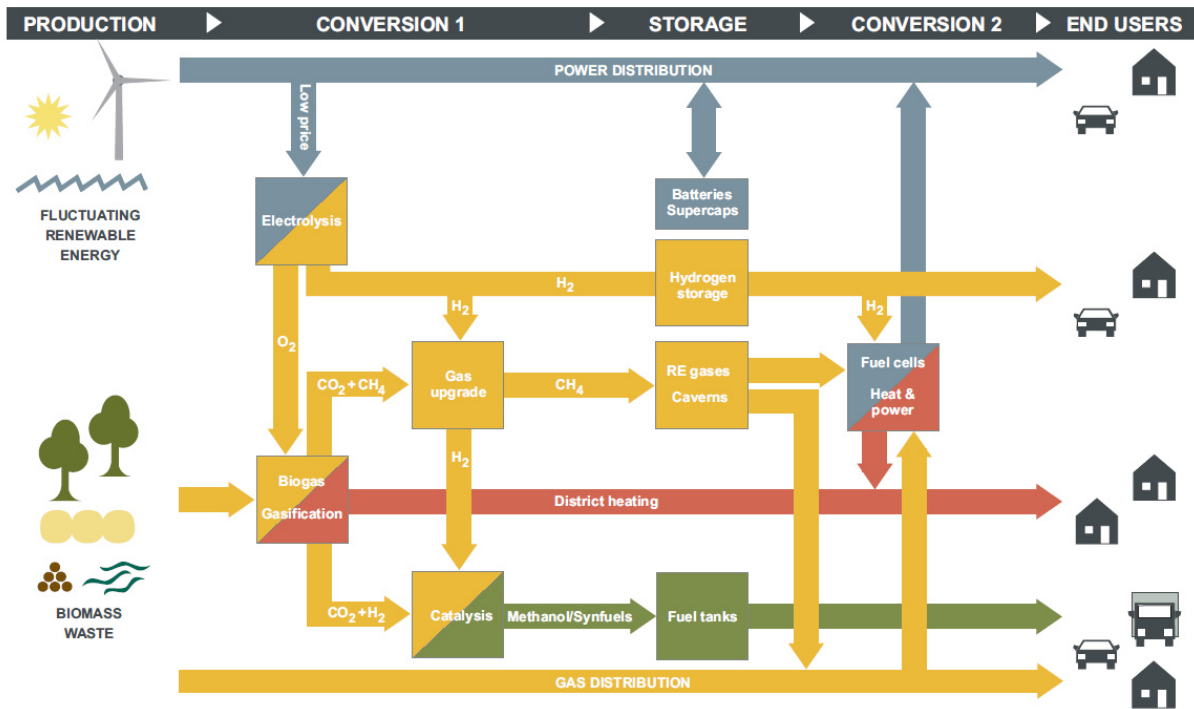 PRODUCTION
CONVERSION 1
STORAGE
CONVERSION 2
END USERS
POWER DISTRIBUTION
Low price
FLUCTUATING
RENEWABLE
ENERGY
Electrolysis
Batteries
Supercaps
H2
Hydrogen
storage
H2
H2
O2
CO2 + CH4
Gas
upgrade
CH4
RE gases
Caverns
Fuel cells
Heat &
power
H2
Biogas
Gasification
District heating
BIOMASS
WASTE
CO2 + H2
Catalysis
Methanol/Synfuels
Fuel tanks
GAS DISTRIBUTION